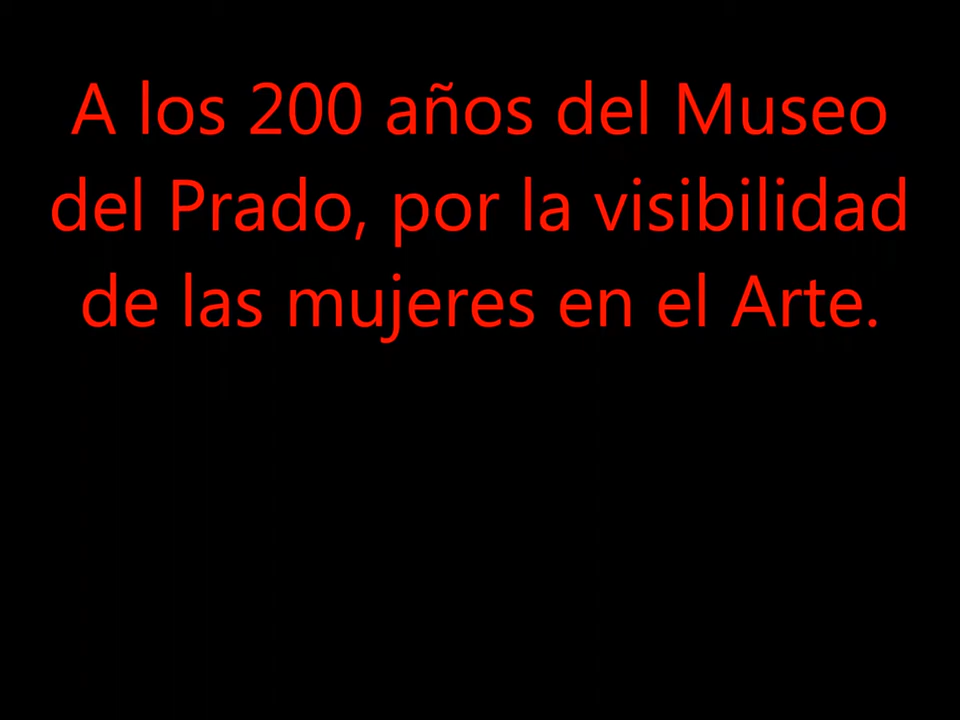 A los 200 años del Museo
del Prado, por la visibilidad
de las mujeres en el Arte.